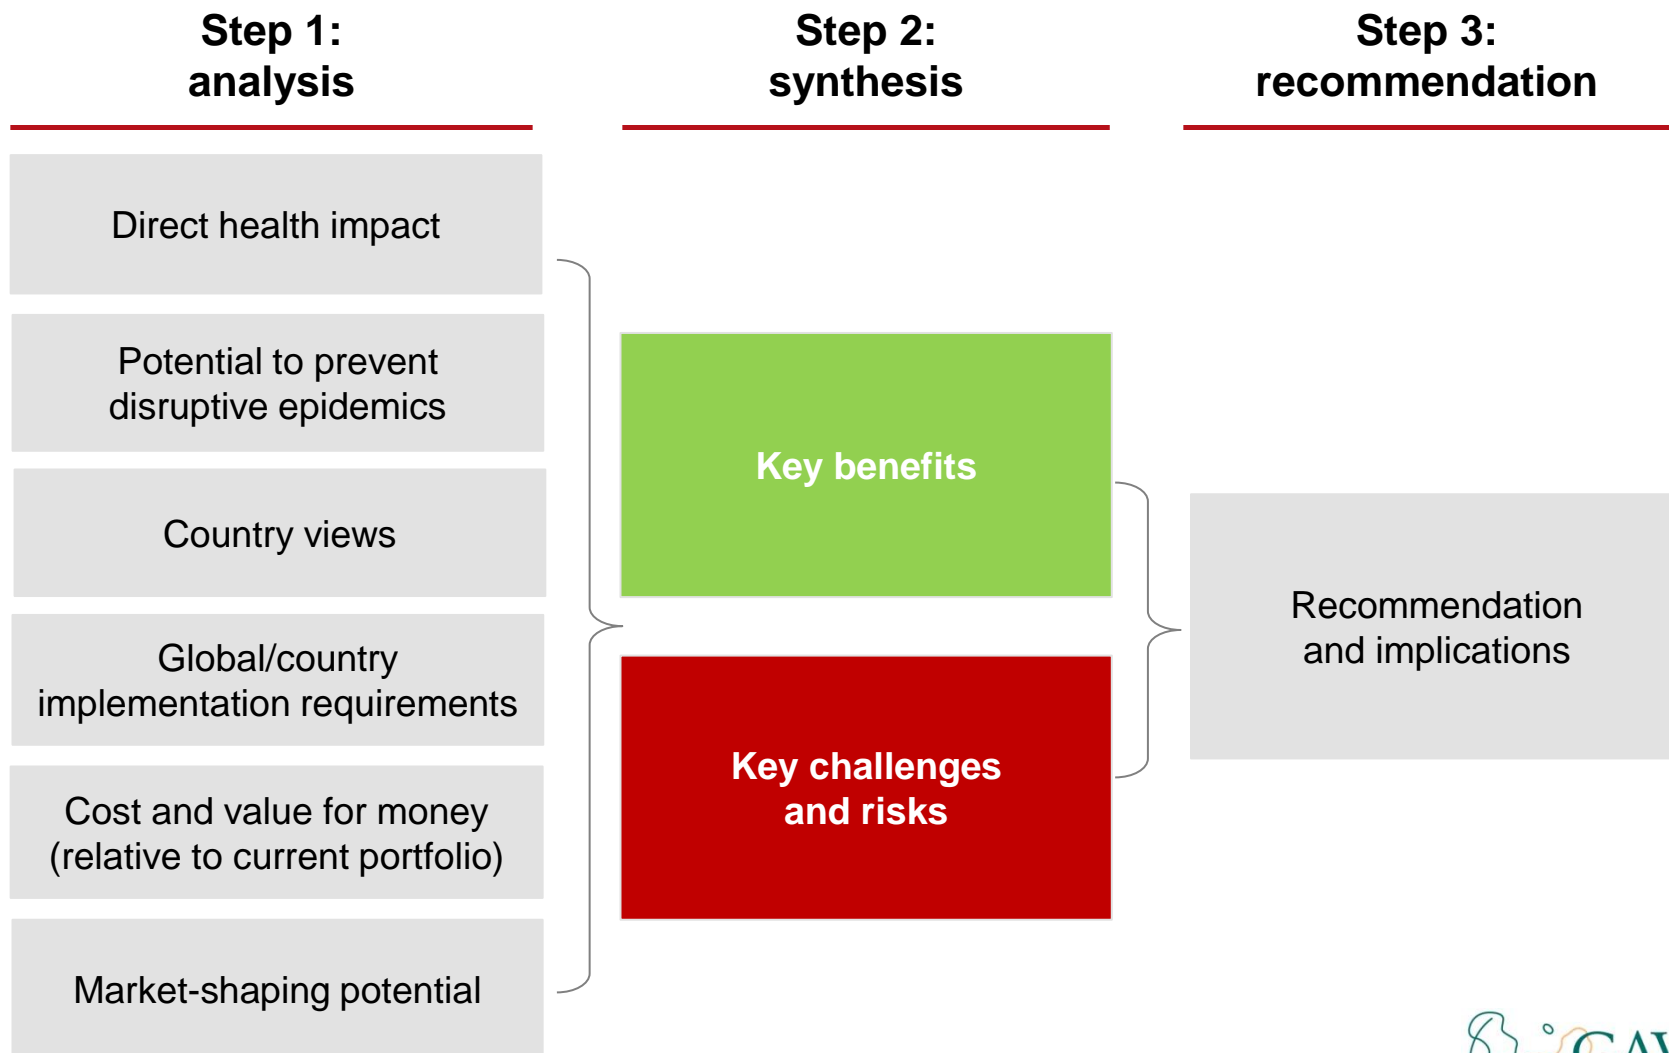 Step 1:
analysis
Step 2:
synthesis
Step 3:
recommendation
Direct health impact
Potential to prevent
disruptive epidemics
Country views
Global/country
implementation requirements
Cost and value for money
(relative to current portfolio)
Market-shaping potential
Key benefits
Key challenges
and risks
Recommendation
and implications